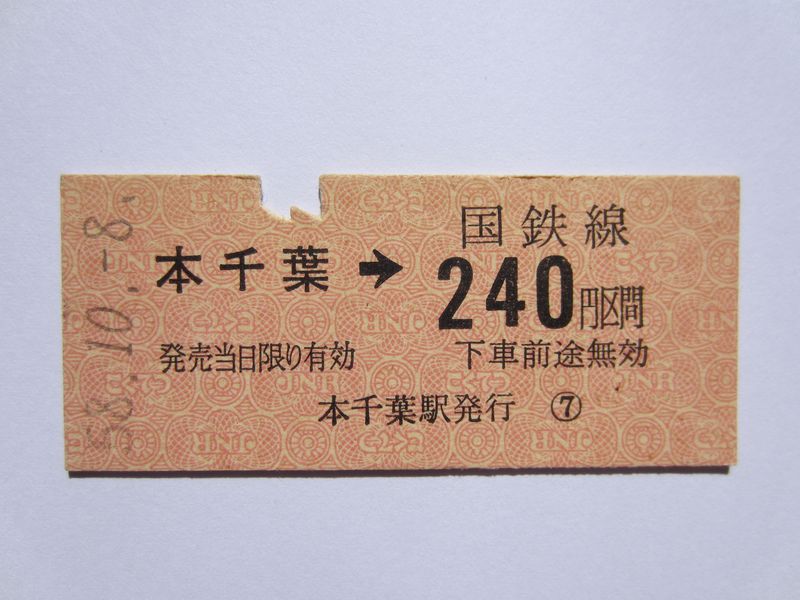 58.10.-8.
国鉄線
本千葉 → 240円区間
発売当日限り有効 下車前途無効
本千葉駅発行 ⑦